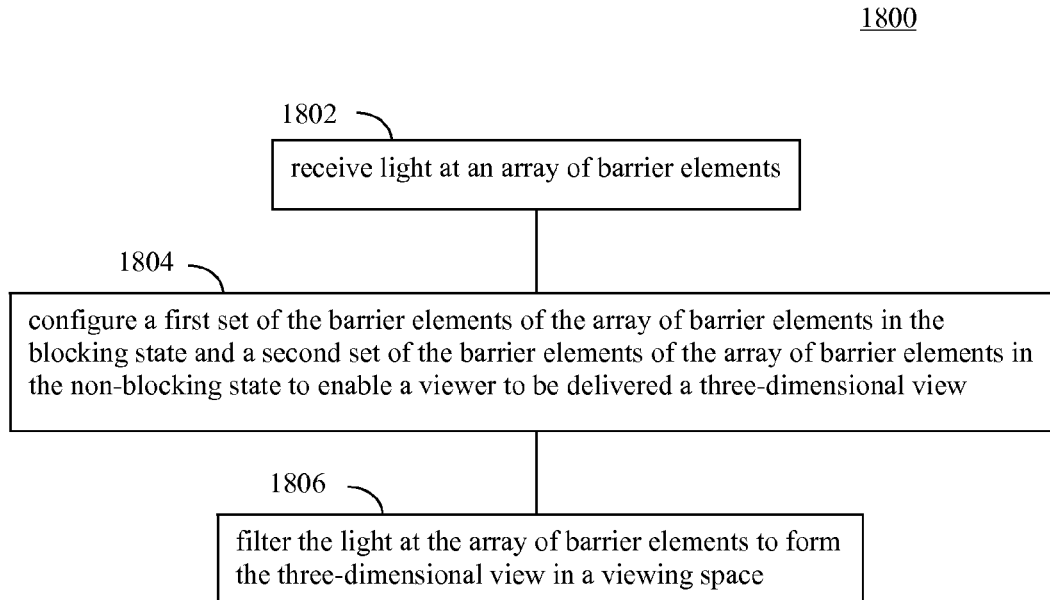 1800
1802
receive light at an array of barrier elements
1804
configure a first set of the barrier elements of the array of barrier elements in the
blocking state and a second set of the barrier elements of the array of barrier elements in
the non-blocking state to enable a viewer to be delivered a three-dimensional view
1806
filter the light at the array of barrier elements to form
the three-dimensional view in a viewing space